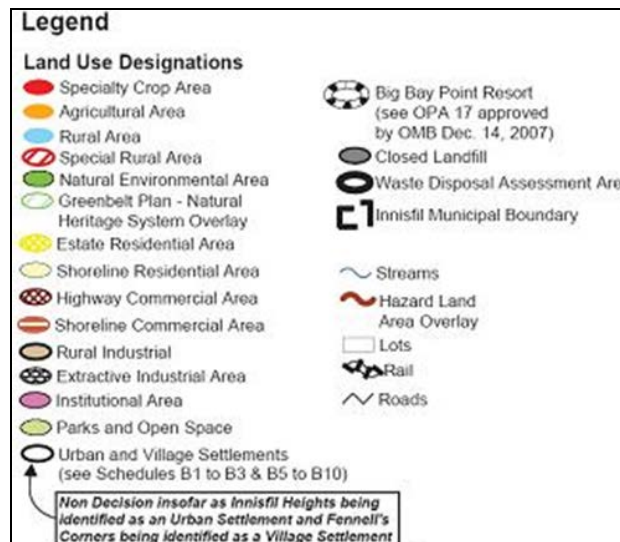 Legend
Land Use Designations
Specialty Crop Area
Agricultural Area
Rural Area
Special Rural Area
Natural Environmental Area
Greenbelt Plan - Natural
Heritage System Overlay
Estate Residential Area
Shoreline Residential Area
Highway Commercial Area
Shoreline Commercial Area
Rural Industrial
Extractive Industrial Area
Institutional Area
Parks and Open Space
Urban and Village Settlements
(see Schedules B1 to B3 & B5 to B10)
Non Decision insofar as Innisfil Heights being
identified as an Urban Settlement and Fennell's
Corners being identified as a Village Settlement
Big Bay Point Resort
(see OPA 17 approved
by OMB Dec. 14, 2007)
Closed Landfill
Waste Disposal Assessment Are
Innisfil Municipal Boundary
Streams
Hazard Land
Area Overlay
Lots
Rail
Roads